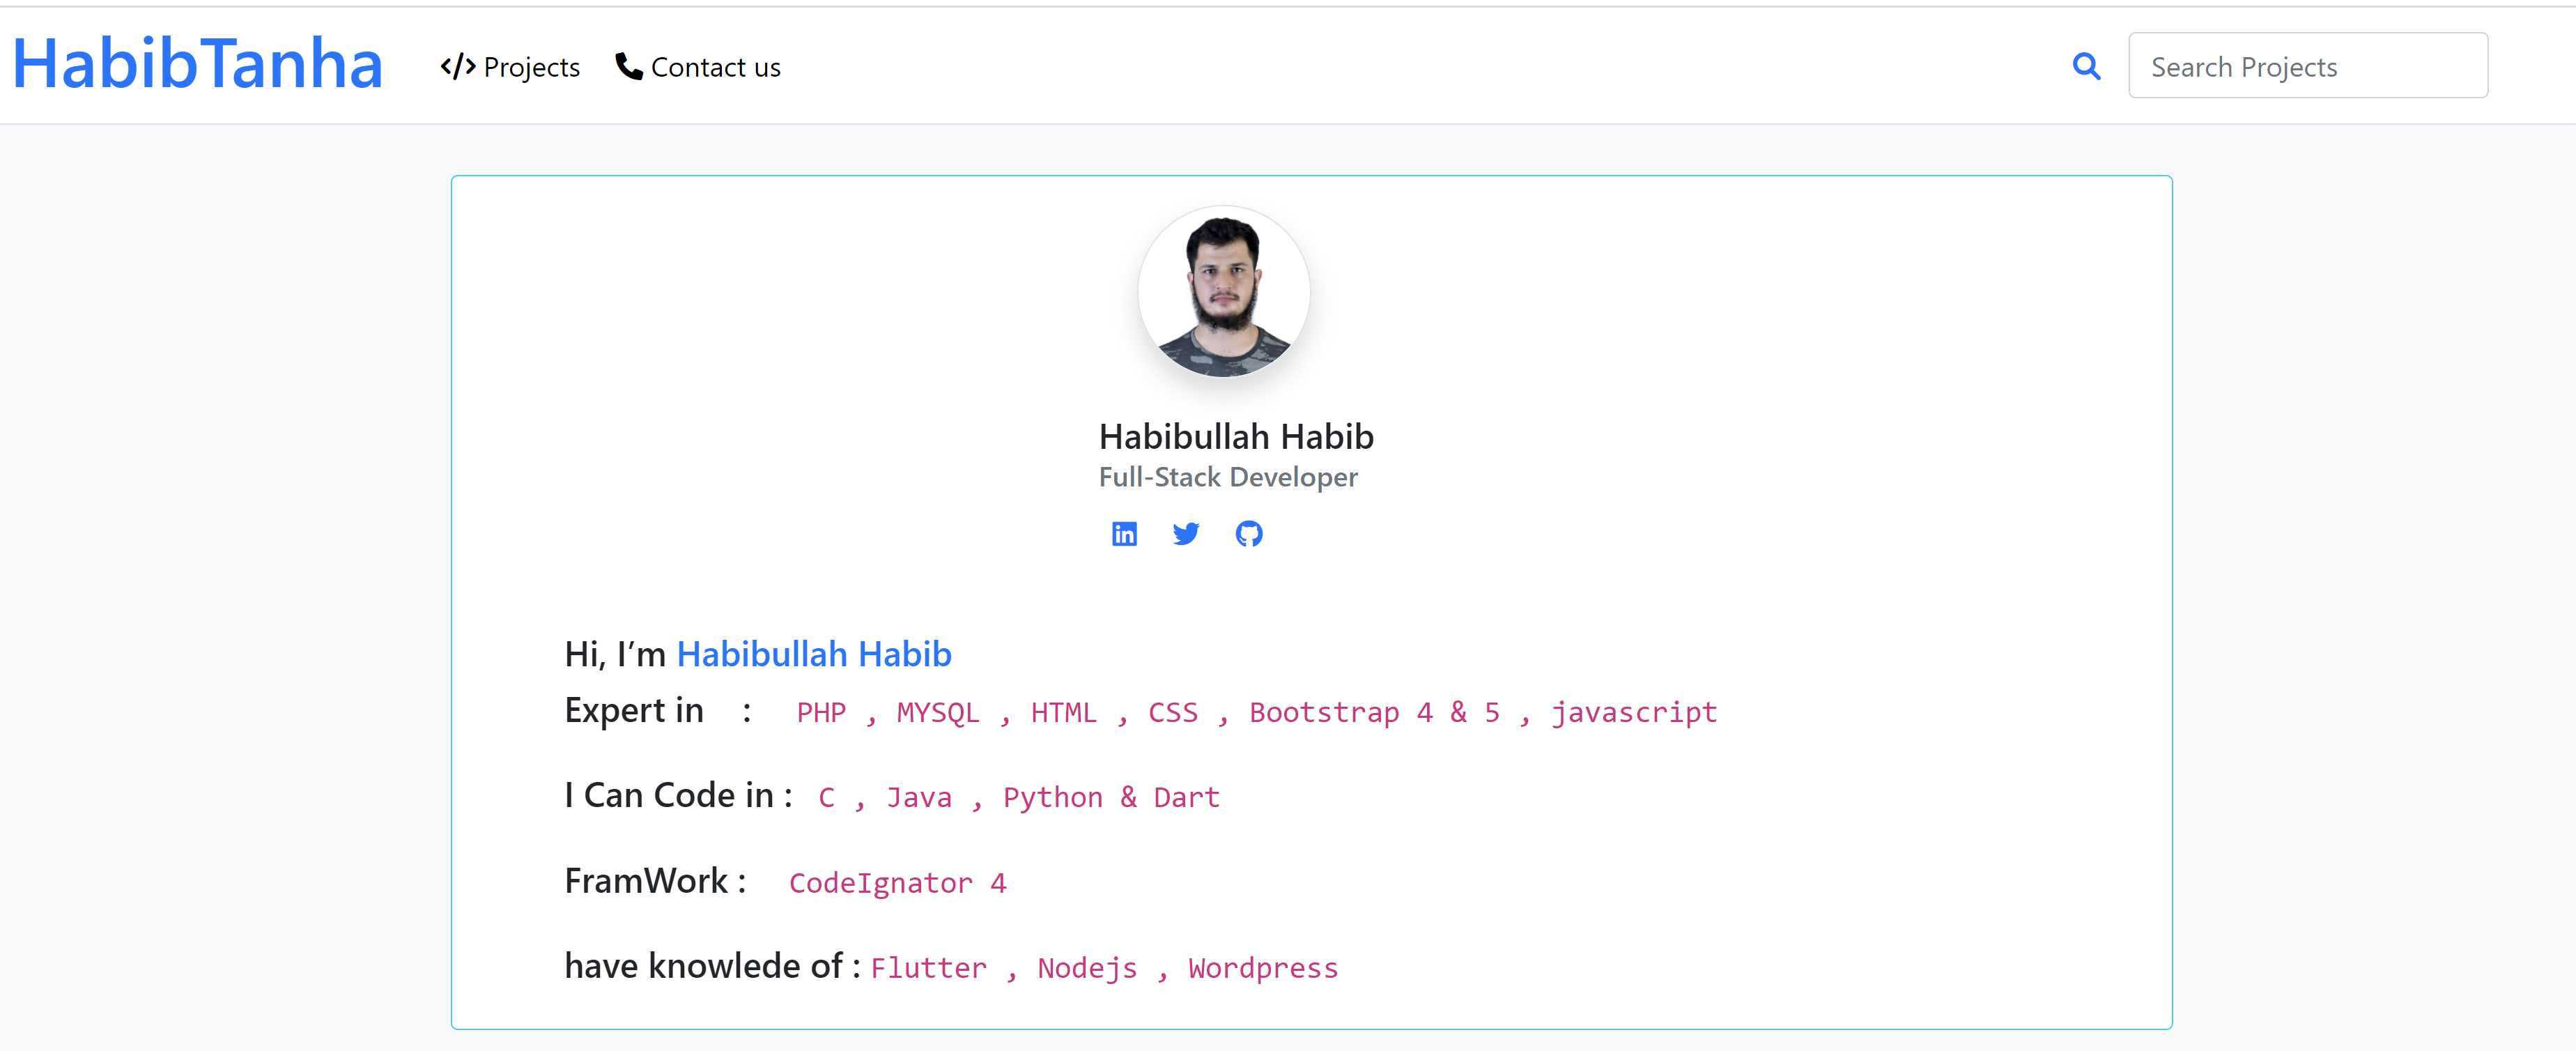 HabibTanha Projects Contact us Search Projects
Habibullah Habib
Full-Stack Developer
Hi, I’m Habibullah Habib
Expert in : PHP , MYSQL , HTML , CSS , Bootstrap 4 & 5 , javascript
I Can Code in : C , Java , Python & Dart
FramWork : CodeIgnator 4
have knowlede of : Flutter , Nodejs , Wordpress